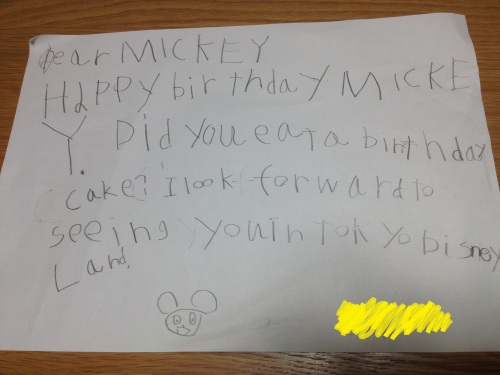 Dear MICKEY
HAPPY birthday MICKE
Y. Did you eat a birthday
cake? I look forward to
seeing you In tokyo Disney
Land.